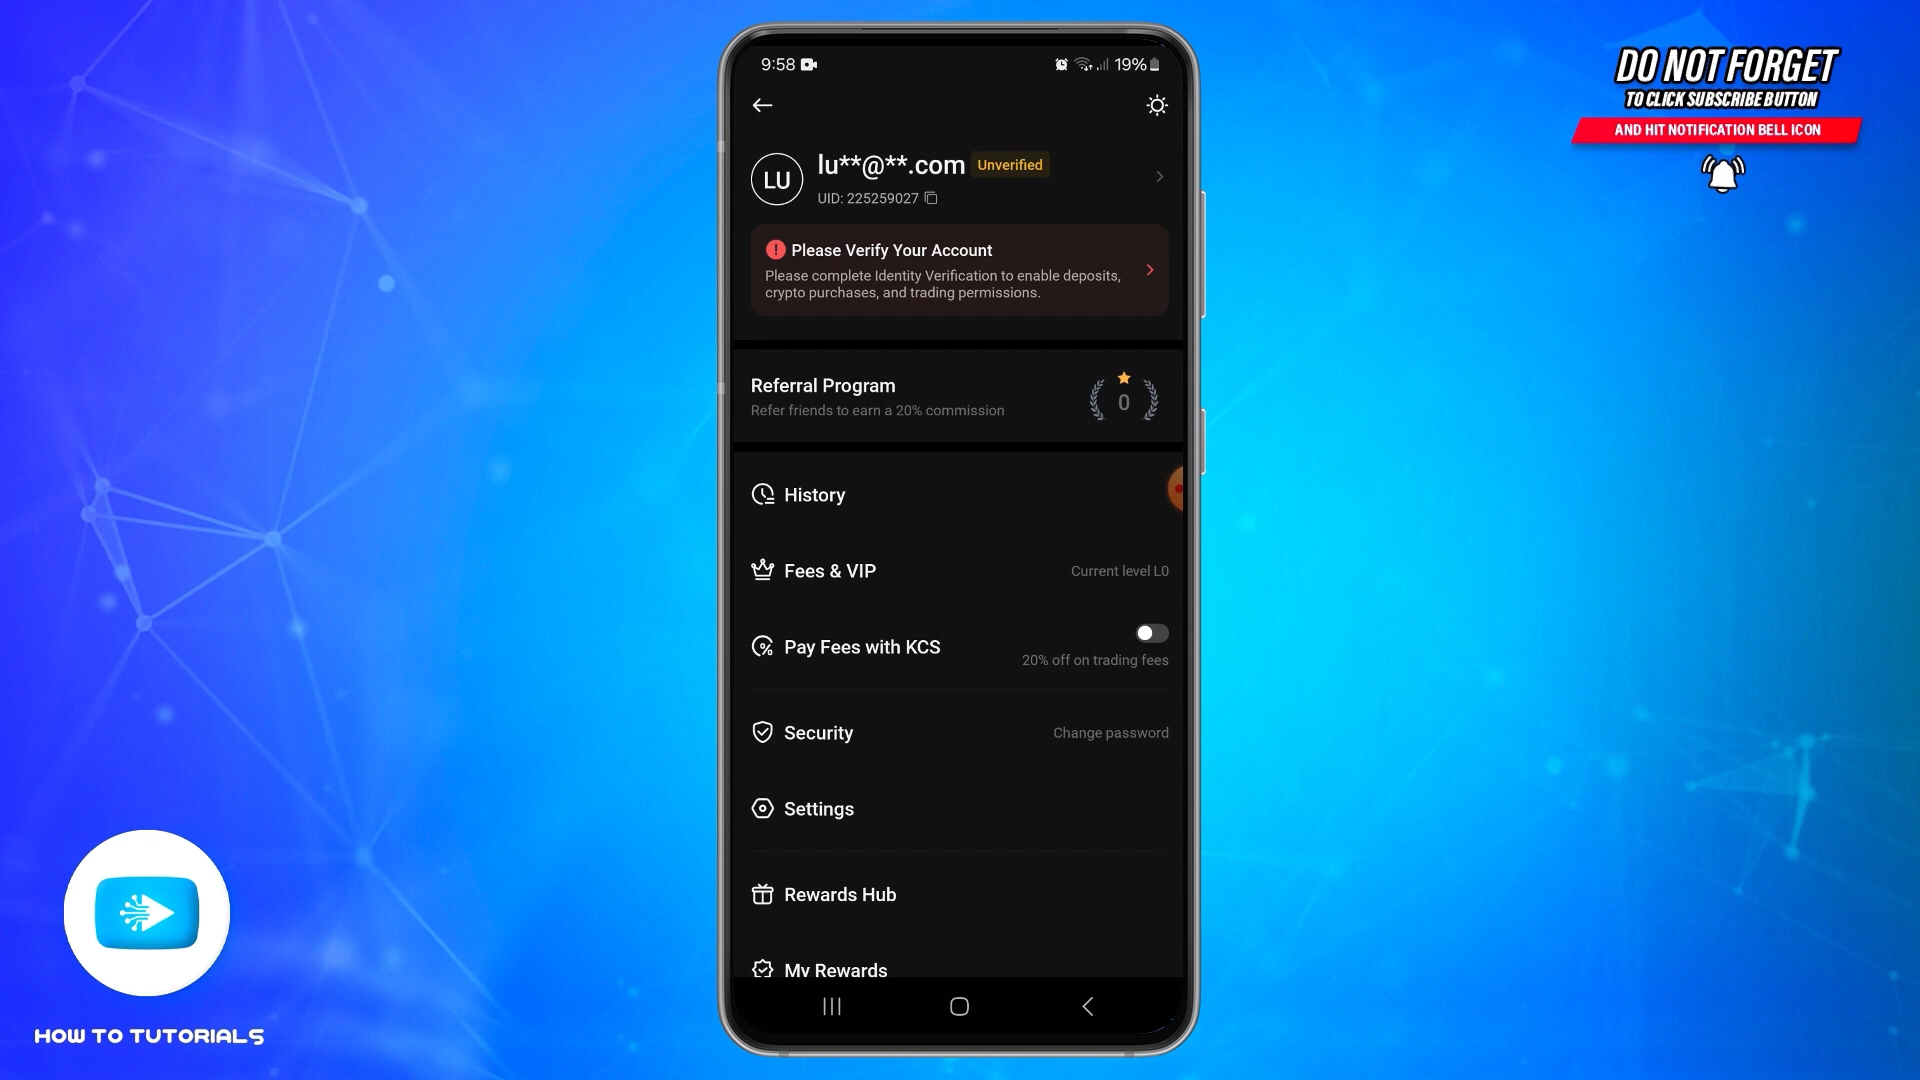 DO NOT FORGET
TO CLICK SUBSCRIBE BUTTON
AND HIT NOTIFICATION BELL ICON
9:58
19%
LU
lu**@**.com
Unverified
UID: 225259027
Please Verify Your Account
Please complete Identity Verification to enable deposits,
crypto purchases, and trading permissions.
Referral Program
Refer friends to earn a 20% commission
0
History
Fees & VIP
Current level L0
Pay Fees with KCS
20% off on trading fees
Security
Change password
Settings
Rewards Hub
My Rewards
HOW TO TUTORIALS